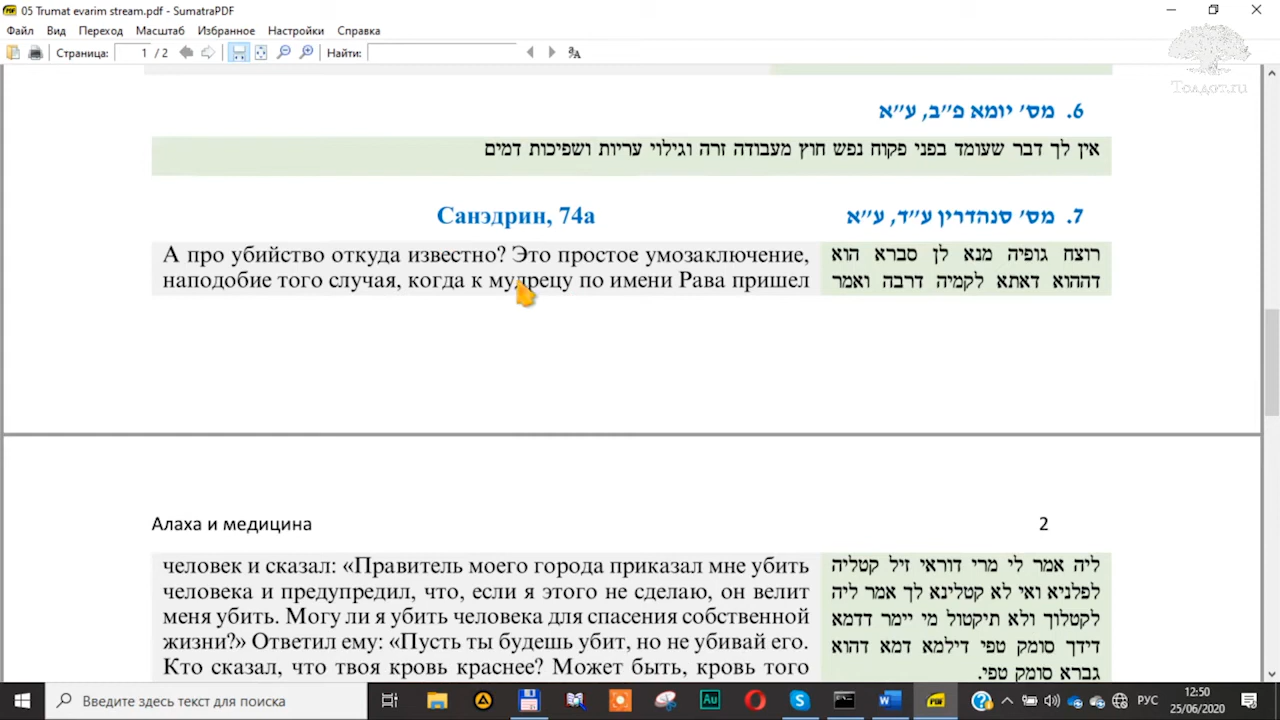 05 Trumat evarim stream.pdf - SumatraPDF
Файл Вид Переход Масштаб Избранное Настройки Справка
Страница: 1 / 2 Найти:
Толдот.ru
6. מס׳ יומא פ״ב, ע״א
אין לך דבר שעומד בפני פקוח נפש חוץ מעבודה זרה וגילוי עריות ושפיכות דמים
Санэдрин, 74а
7. מס׳ סנהדרין ע״ד, ע״א
А про убийство откуда известно? Это простое умозаключение,
наподобие того случая, когда к мудрецу по имени Рава пришел
רוצח גופיה מנא לן סברא הוא
דההוא דאתא לקמיה דרבה ואמר
Алаха и медицина 2
человек и сказал: «Правитель моего города приказал мне убить
человека и предупредил, что, если я этого не сделаю, он велит
меня убить. Могу ли я убить человека для спасения собственной
жизни?» Ответил ему: «Пусть ты будешь убит, но не убивай его.
Кто сказал, что твоя кровь краснее? Может быть, кровь того
ליה אמר לי מרי דוראי זיל קטליה
לפלניא ואי לא קטלינא לך אמר ליה
לקטלוך ולא תיקטול מי יימר דדמא
דידך סומק טפי דילמא דמא דהוא
גברא סומק טפי.
Введите здесь текст для поиска
РУС
12:50
25/06/2020